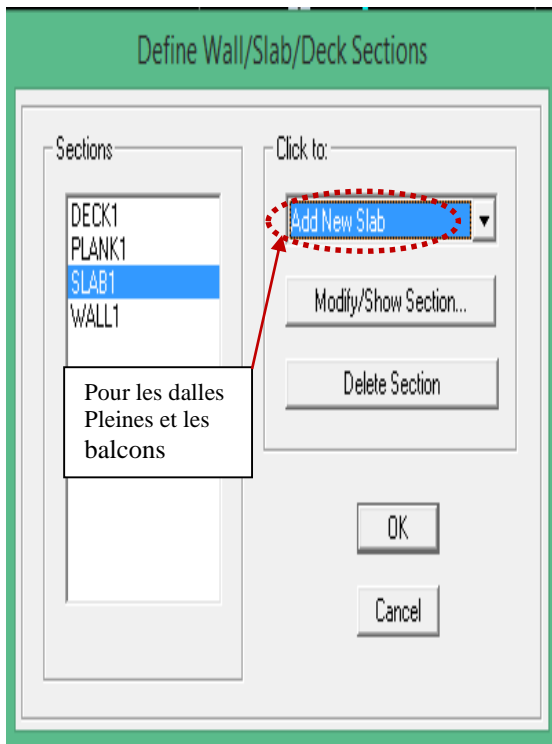 Define Wall/Slab/Deck Sections
Sections
DECK1
PLANK1
SLAB1
WALL1
Click to:
Add New Slab
Modify/Show Section...
Delete Section
Pour les dalles
Pleines et les
balcons
OK
Cancel